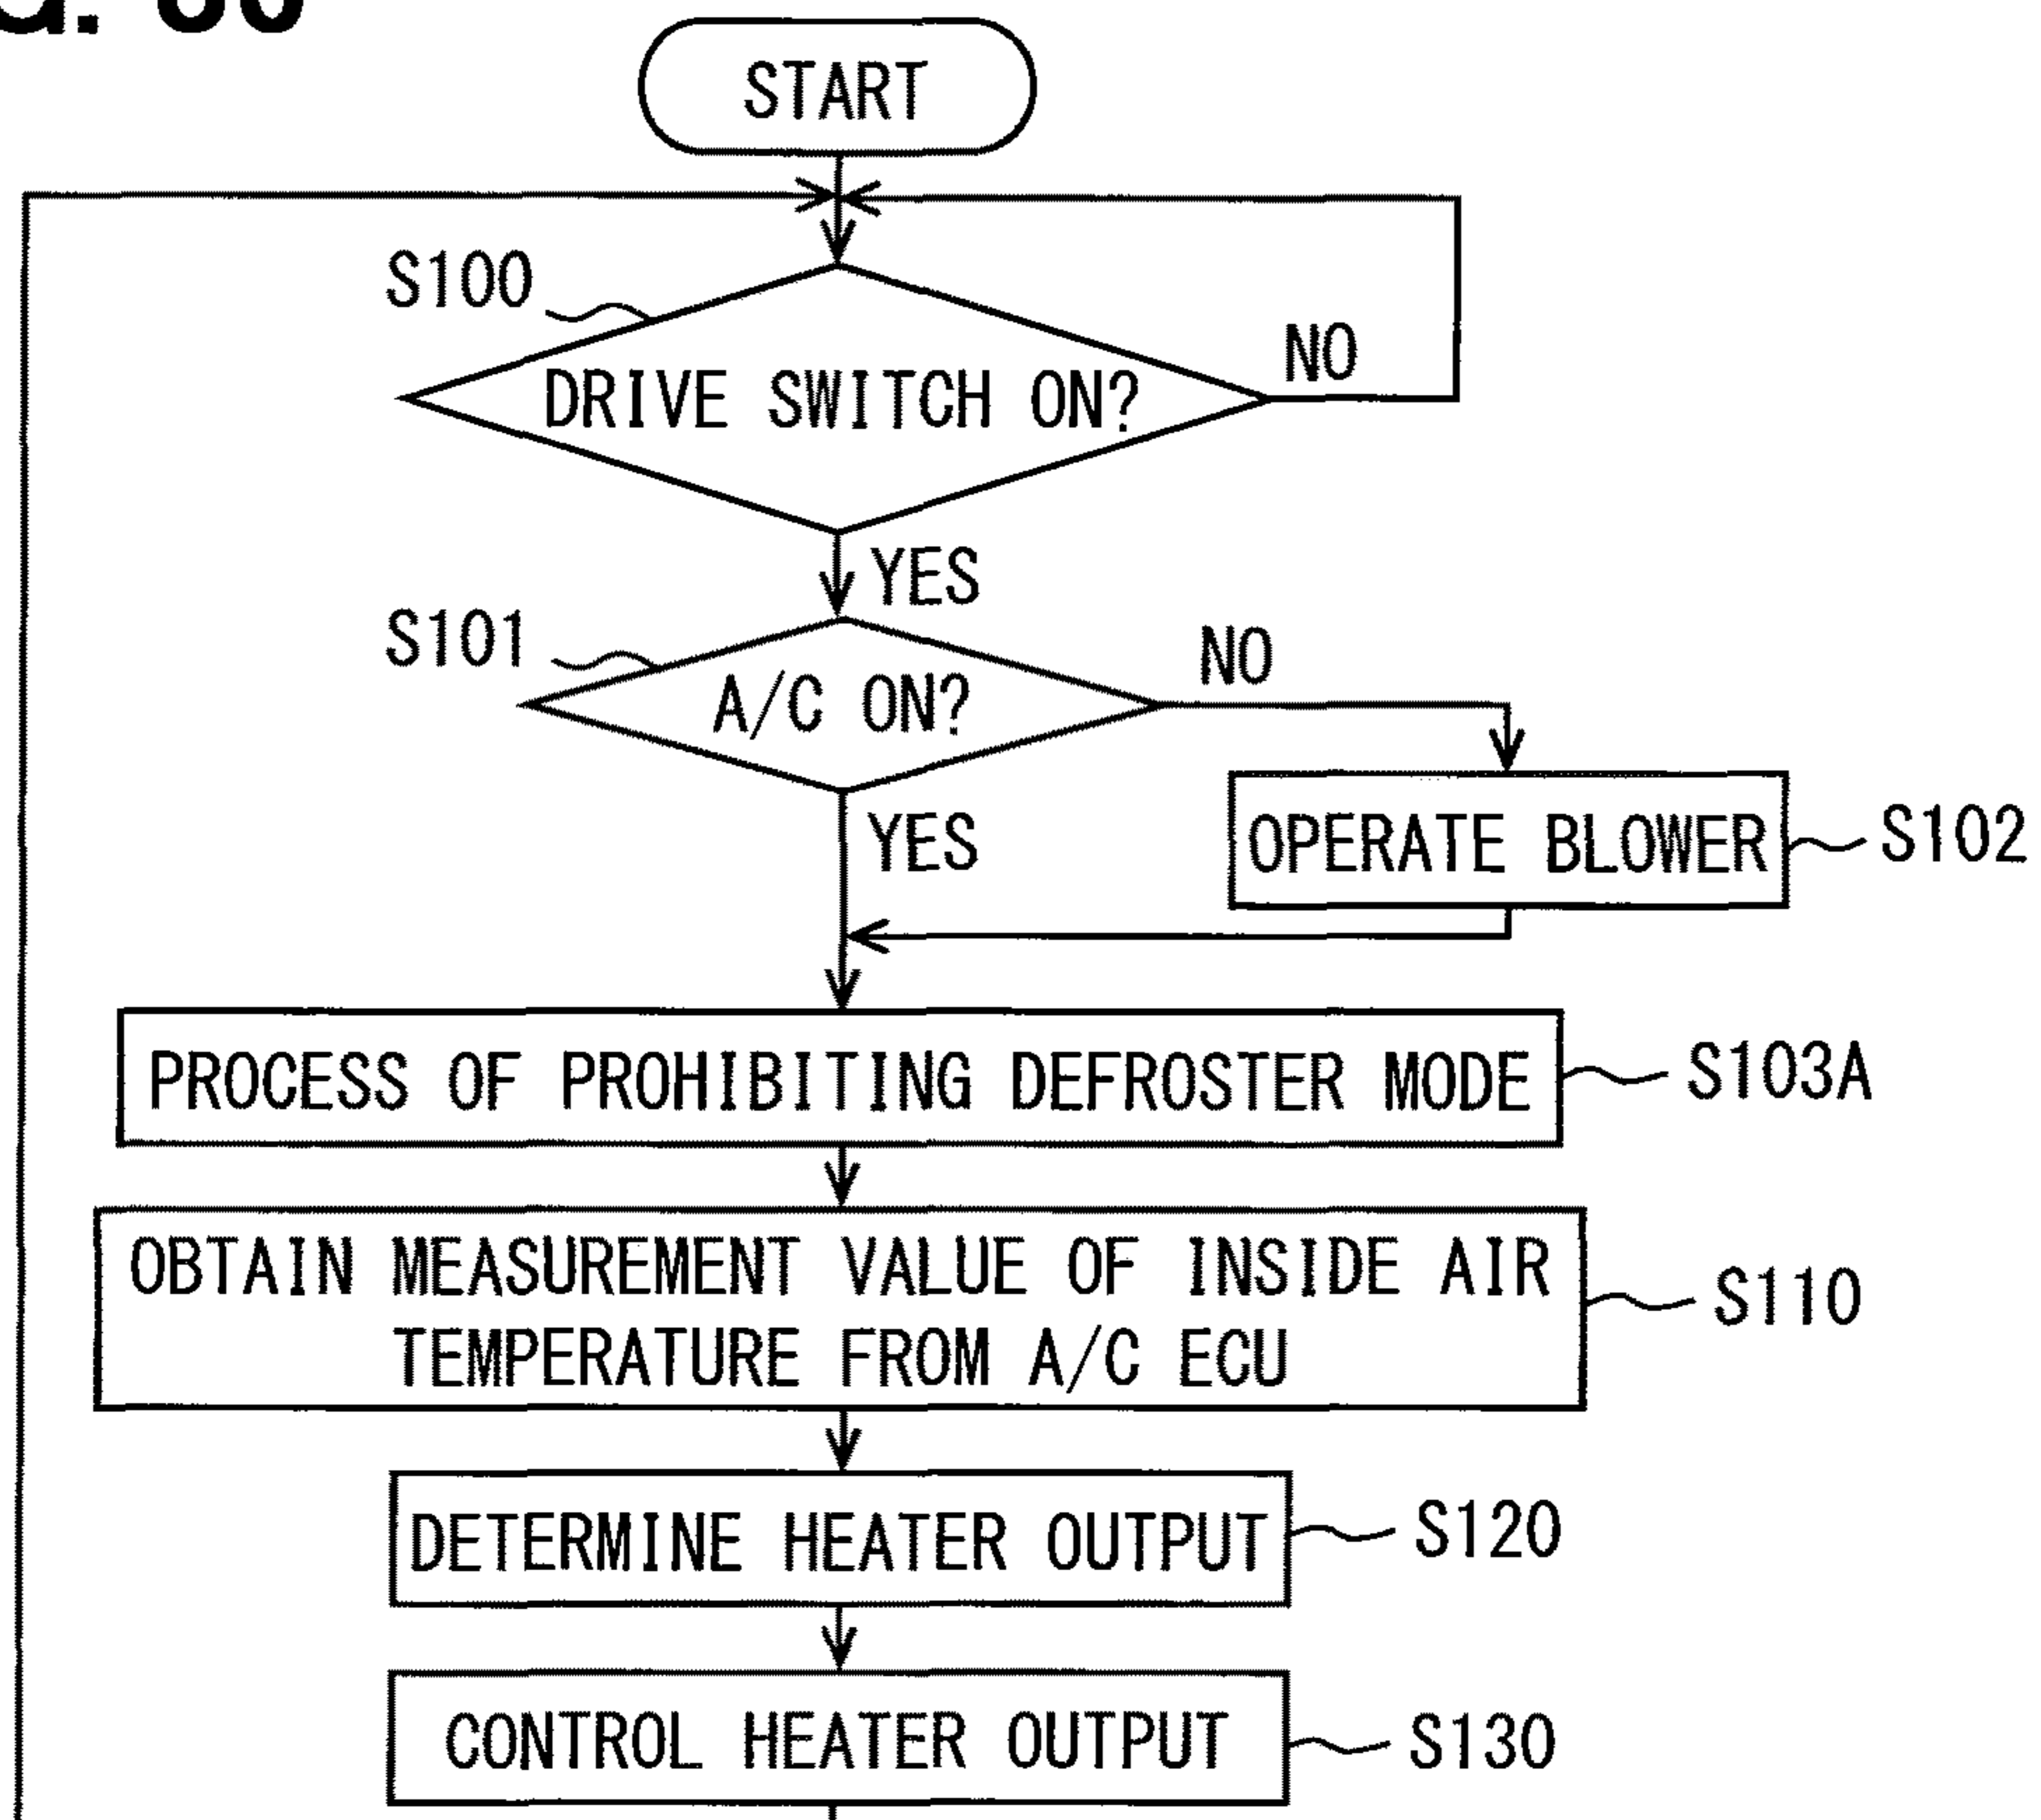 START
S100
DRIVE SWITCH ON?
NO
YES
S101
A/C ON?
NO
YES
OPERATE BLOWER
S102
PROCESS OF PROHIBITING DEFROSTER MODE
S103A
OBTAIN MEASUREMENT VALUE OF INSIDE AIR
TEMPERATURE FROM A/C ECU
S110
DETERMINE HEATER OUTPUT
S120
CONTROL HEATER OUTPUT
S130